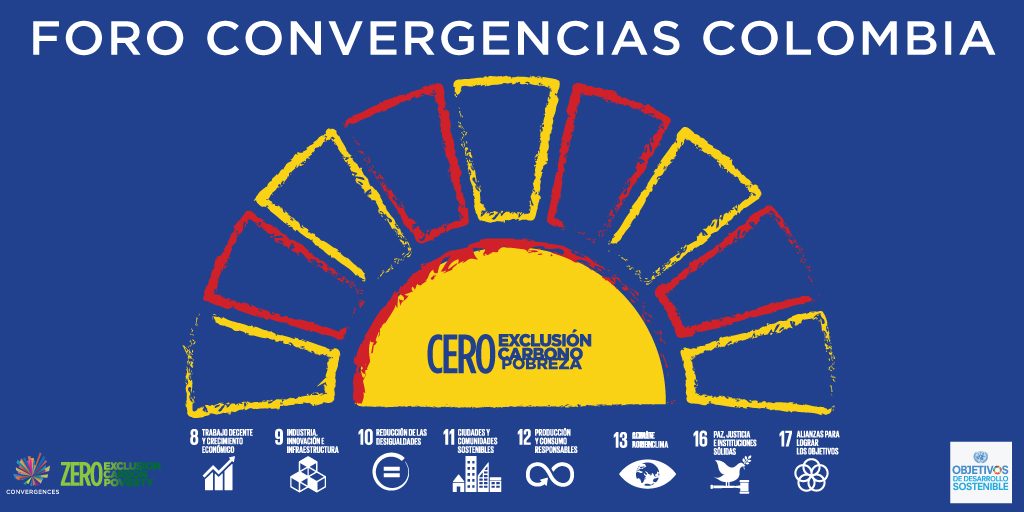 FORO CONVERGENCIAS COLOMBIA
CERO
EXCLUSIÓN
CARBONO
POBREZA
8 TRABAJO DECENTE
Y CRECIMIENTO
ECONÓMICO
9 INDUSTRIA,
INNOVACIÓN E
INFRAESTRUCTURA
10 REDUCCIÓN DE LAS
DESIGUALDADES
11 CIUDADES Y
COMUNIDADES
SOSTENIBLES
12 PRODUCCIÓN
Y CONSUMO
RESPONSABLES
13
16 PAZ, JUSTICIA
E INSTITUCIONES
SÓLIDAS
17 ALIANZAS PARA
LOGRAR
LOS OBJETIVOS
CONVERGENCES
ZERO
EXCLUSION
CARBON
POVERTY
OBJETIVOS
DE DESARROLLO
SOSTENIBLE